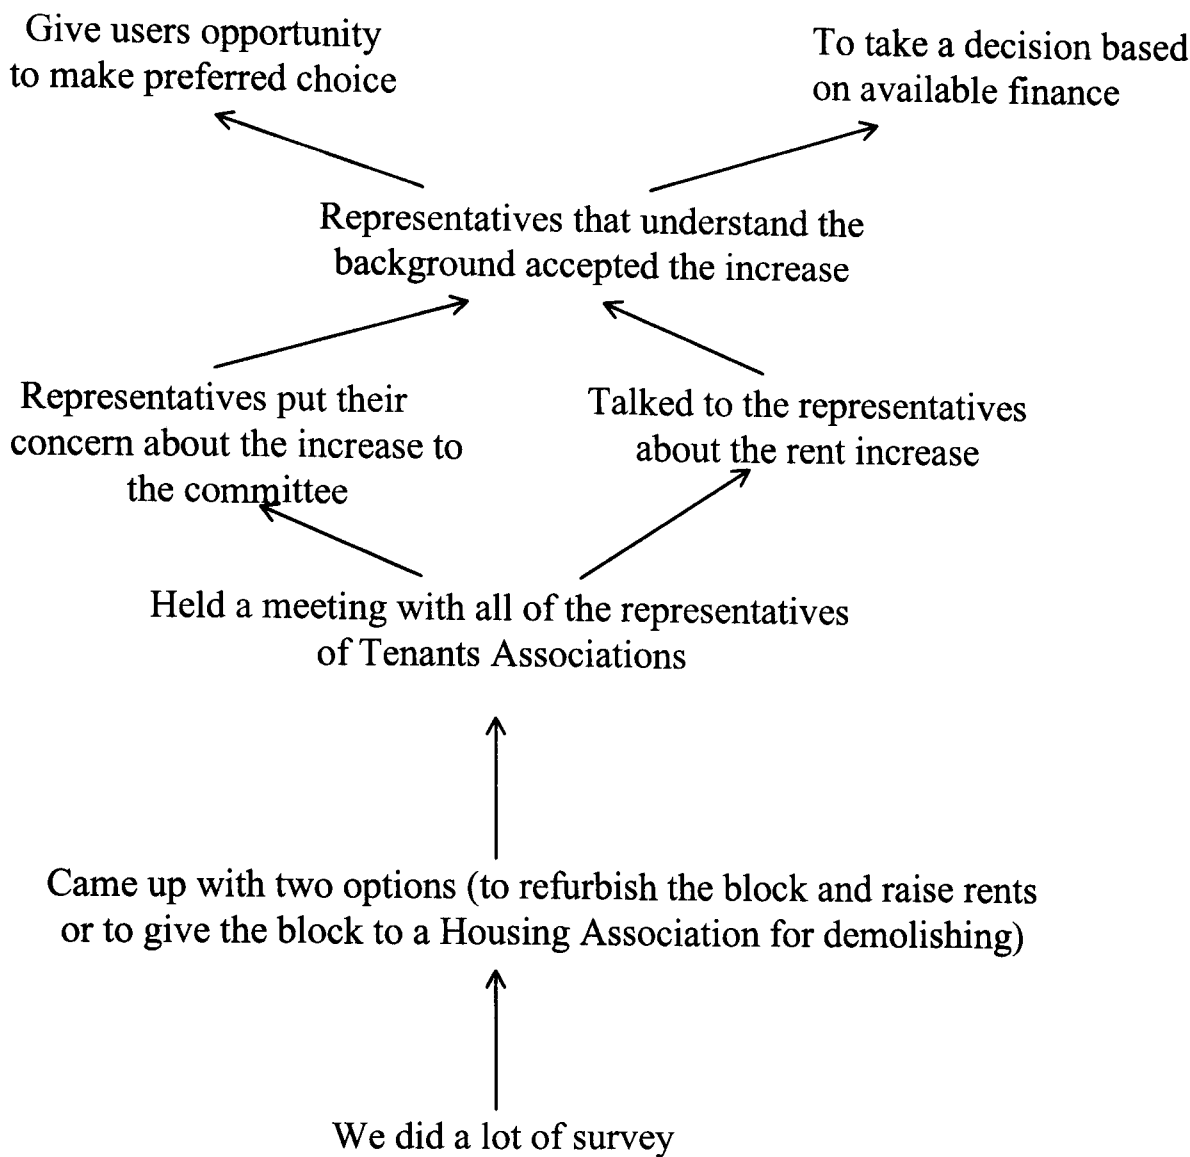 Give users opportunity
to make preferred choice
To take a decision based
on available finance
Representatives that understand the
background accepted the increase
Representatives put their
concern about the increase to
the committee
Talked to the representatives
about the rent increase
Held a meeting with all of the representatives
of Tenants Associations
Came up with two options (to refurbish the block and raise rents
or to give the block to a Housing Association for demolishing)
We did a lot of survey